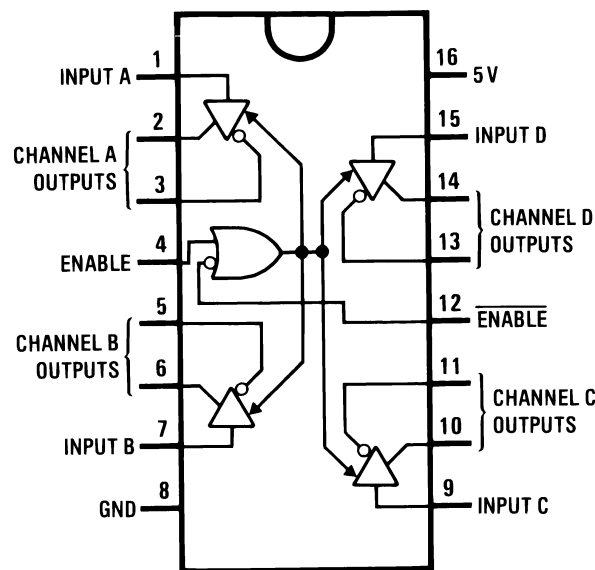 1
INPUT A
2
CHANNEL A
OUTPUTS
3
4
ENABLE
5
CHANNEL B
OUTPUTS
6
7
INPUT B
8
GND
16
5 V
15
INPUT D
14
CHANNEL D
OUTPUTS
13
12
ENABLE
11
CHANNEL C
OUTPUTS
10
9
INPUT C